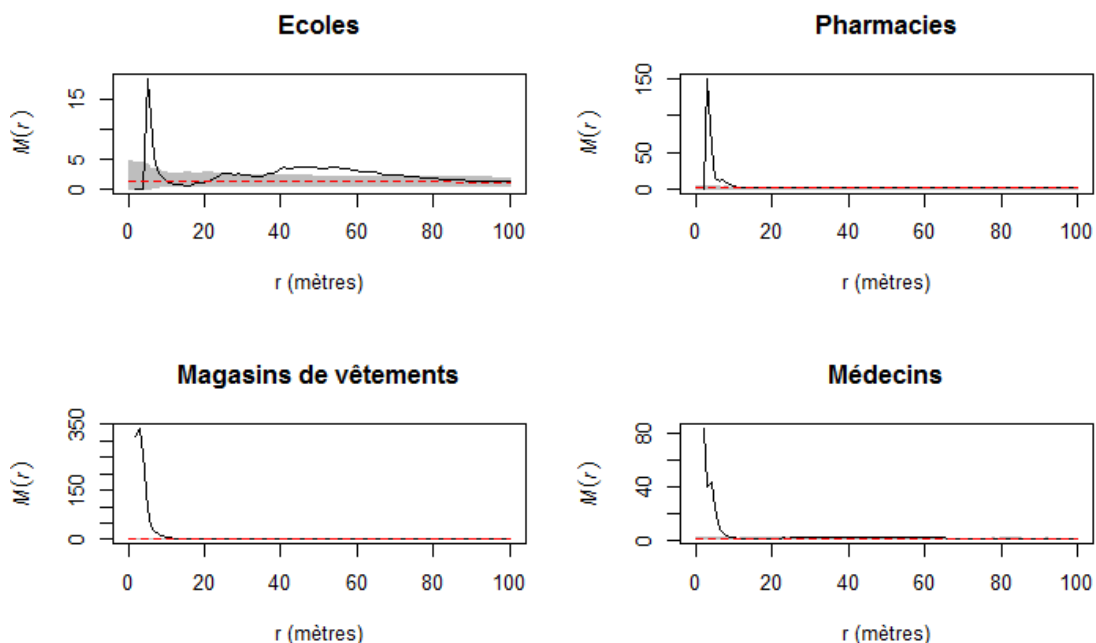 Ecoles
M(r)
15
5
0
0 20 40 60 80 100
r (mètres)
Pharmacies
M(r)
150
50
0
0 20 40 60 80 100
r (mètres)
Magasins de vêtements
M(r)
350
150
0
0 20 40 60 80 100
r (mètres)
Médecins
M(r)
80
40
0
0 20 40 60 80 100
r (mètres)